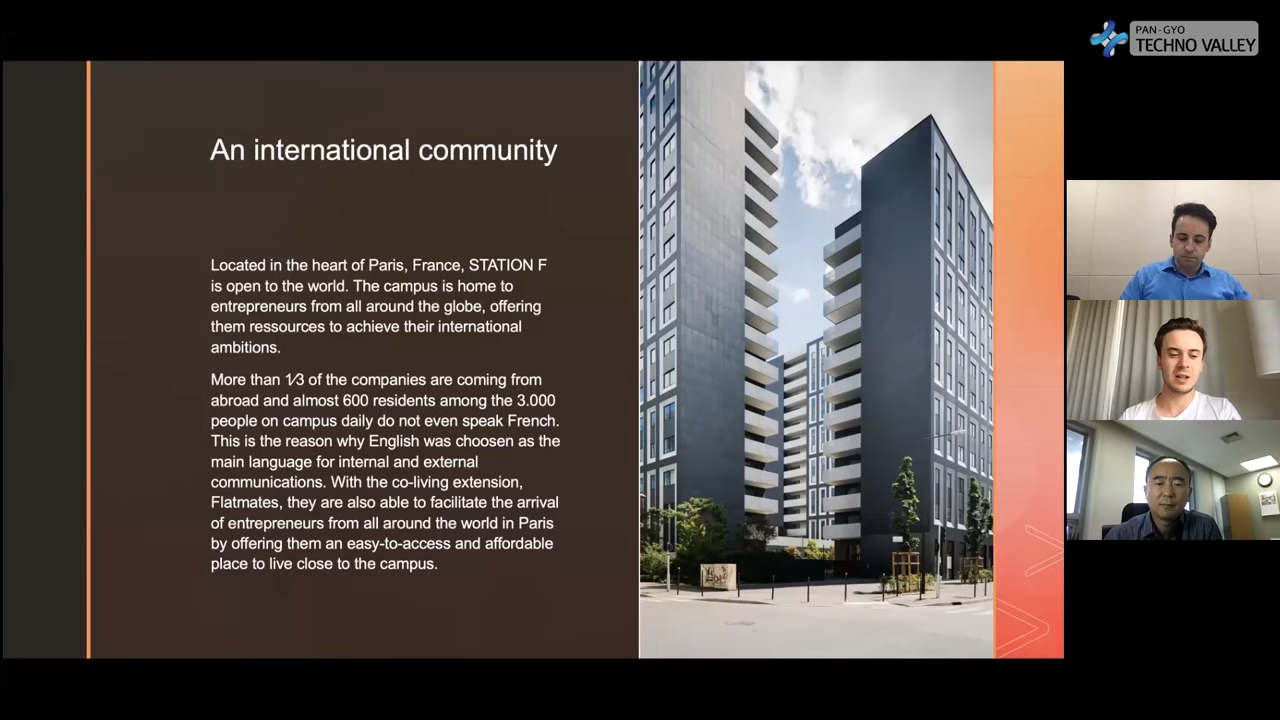 PAN-GYO
TECHNO VALLEY
An international community
Located in the heart of Paris, France, STATION F
is open to the world. The campus is home to
entrepreneurs from all around the globe, offering
them ressources to achieve their international
ambitions.
More than 1⁄3 of the companies are coming from
abroad and almost 600 residents among the 3.000
people on campus daily do not even speak French.
This is the reason why English was choosen as the
main language for internal and external
communications. With the co-living extension,
Flatmates, they are also able to facilitate the arrival
of entrepreneurs from all around the world in Paris
by offering them an easy-to-access and affordable
place to live close to the campus.